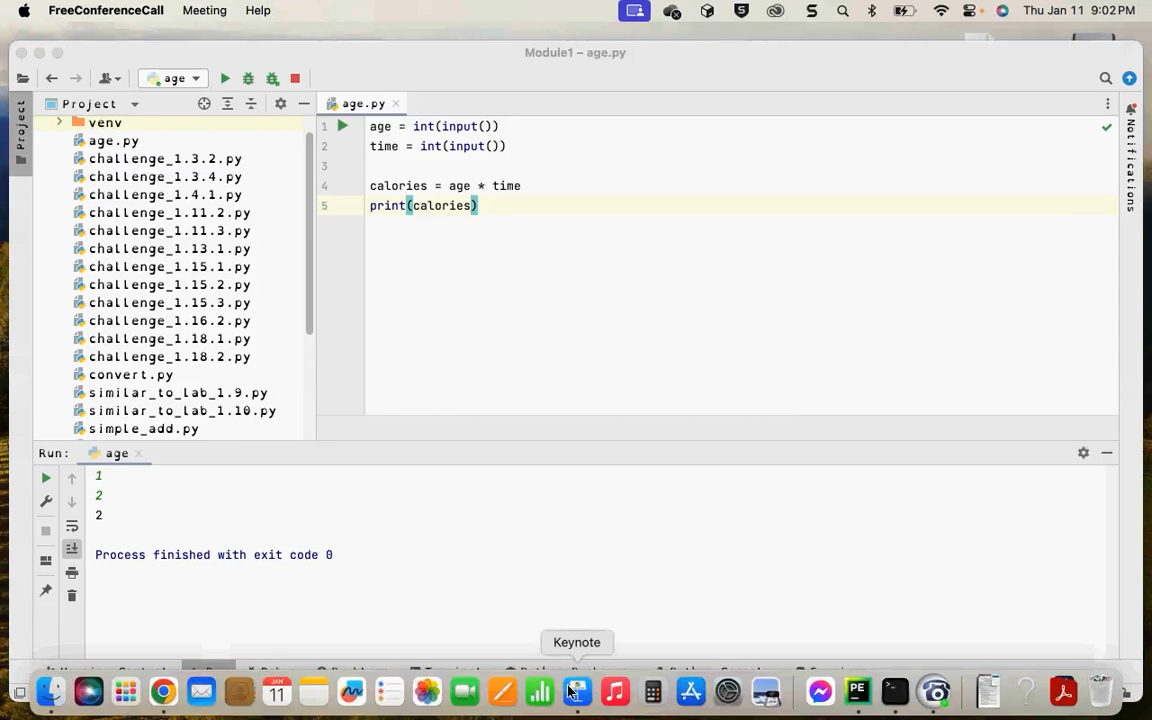 FreeConferenceCall Meeting Help Thu Jan 11 9:02 PM
Module1 – age.py
age
Project age.py
Project
Notifications
venv
age.py
challenge_1.3.2.py
challenge_1.3.4.py
challenge_1.4.1.py
challenge_1.11.2.py
challenge_1.11.3.py
challenge_1.13.1.py
challenge_1.15.1.py
challenge_1.15.2.py
challenge_1.15.3.py
challenge_1.16.2.py
challenge_1.18.1.py
challenge_1.18.2.py
convert.py
similar_to_lab_1.9.py
similar_to_lab_1.10.py
simple_add.py
1 age = int(input())
2 time = int(input())
3
4 calories = age * time
5 print(calories)
Run: age
1
2
2
Process finished with exit code 0
Keynote
JAN
11
PE